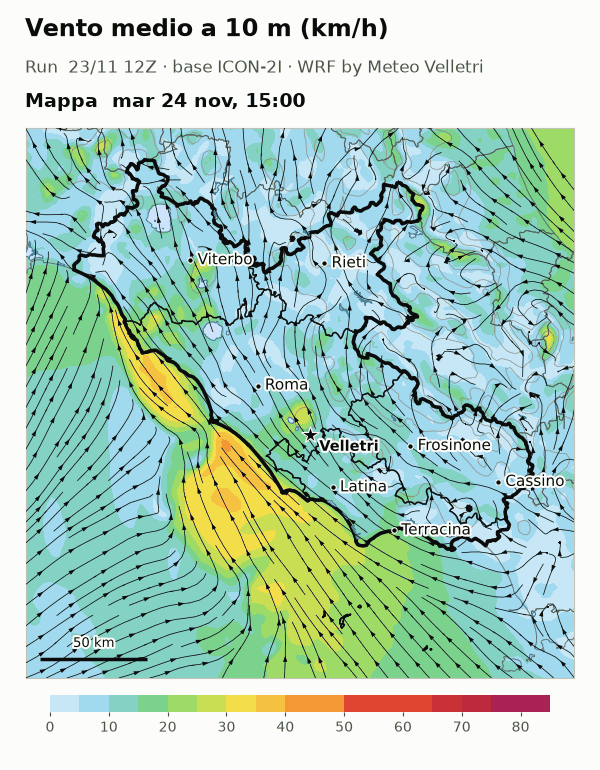 Vento medio a 10 m (km/h)
Run 23/11 12Z · base ICON-2I · WRF by Meteo Velletri
Mappa mar 24 nov, 15:00
Viterbo
Rieti
Roma
Velletri
Frosinone
Latina
Cassino
Terracina
50 km
0 10 20 30 40 50 60 70 80